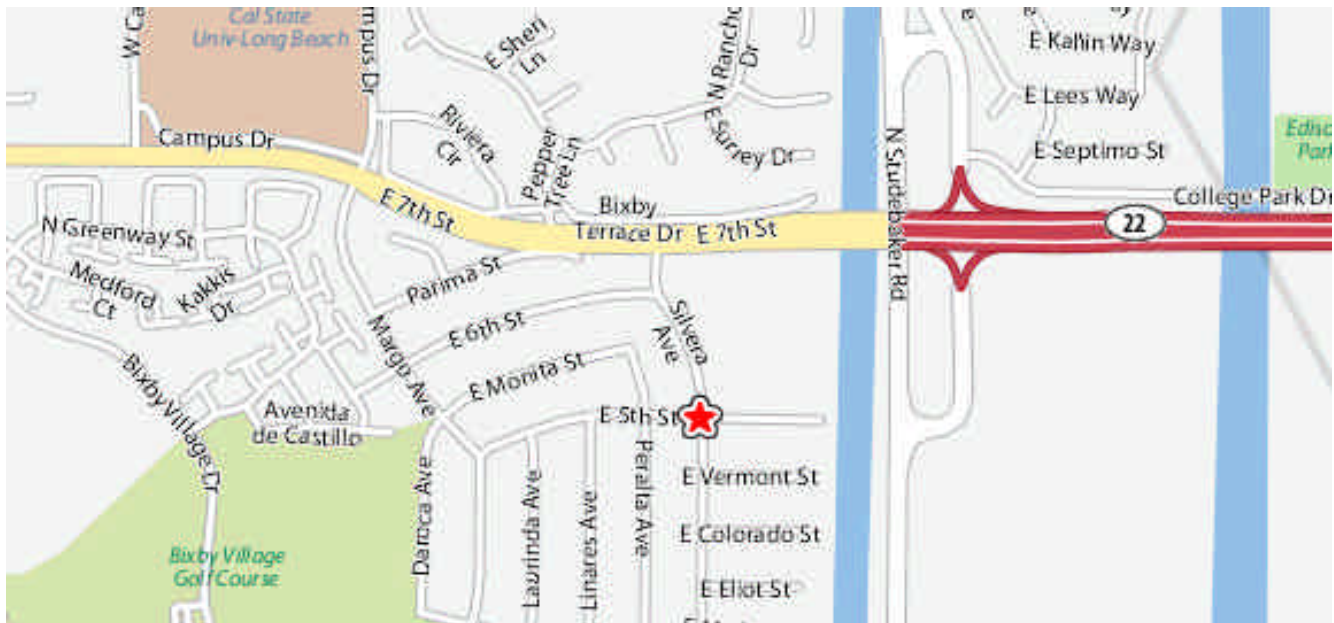 Cal State
Univ-Long Beach
W Ca
mpus Dr
E Sheri
Ln
N Rancho
Dr
E Kallin Way
E Lees Way
Campus Dr
Riviera
Cir
E Surrey Dr
N Studebaker Rd
E Septimo St
Edisc
Park
Pepper
Tree Ln
E 7th St
Bixby
Terrace Dr
E 7th St
College Park Dr
22
N Greenway St
Medford
Ct
Kakkis
Dr
Parima St
E 6th St
Silvera
Ave
Margo Ave
Bixby Village Dr
E Monita St
Avenida
de Castillo
E 5th St
Peralta Ave
E Vermont St
Daroca Ave
Laurinda Ave
Linares Ave
E Colorado St
Bixby Village
Golf Course
E Eliot St